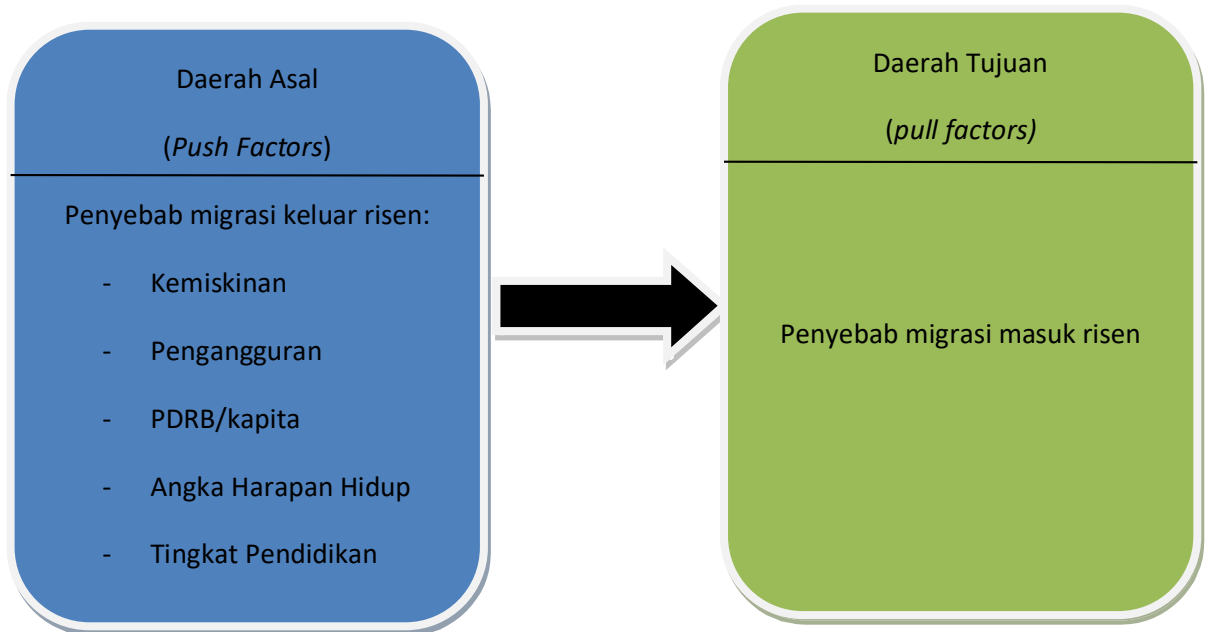 Daerah Asal
(Push Factors)
Penyebab migrasi keluar risen:
- Kemiskinan
- Pengangguran
- PDRB/kapita
- Angka Harapan Hidup
- Tingkat Pendidikan
Daerah Tujuan
(pull factors)
Penyebab migrasi masuk risen